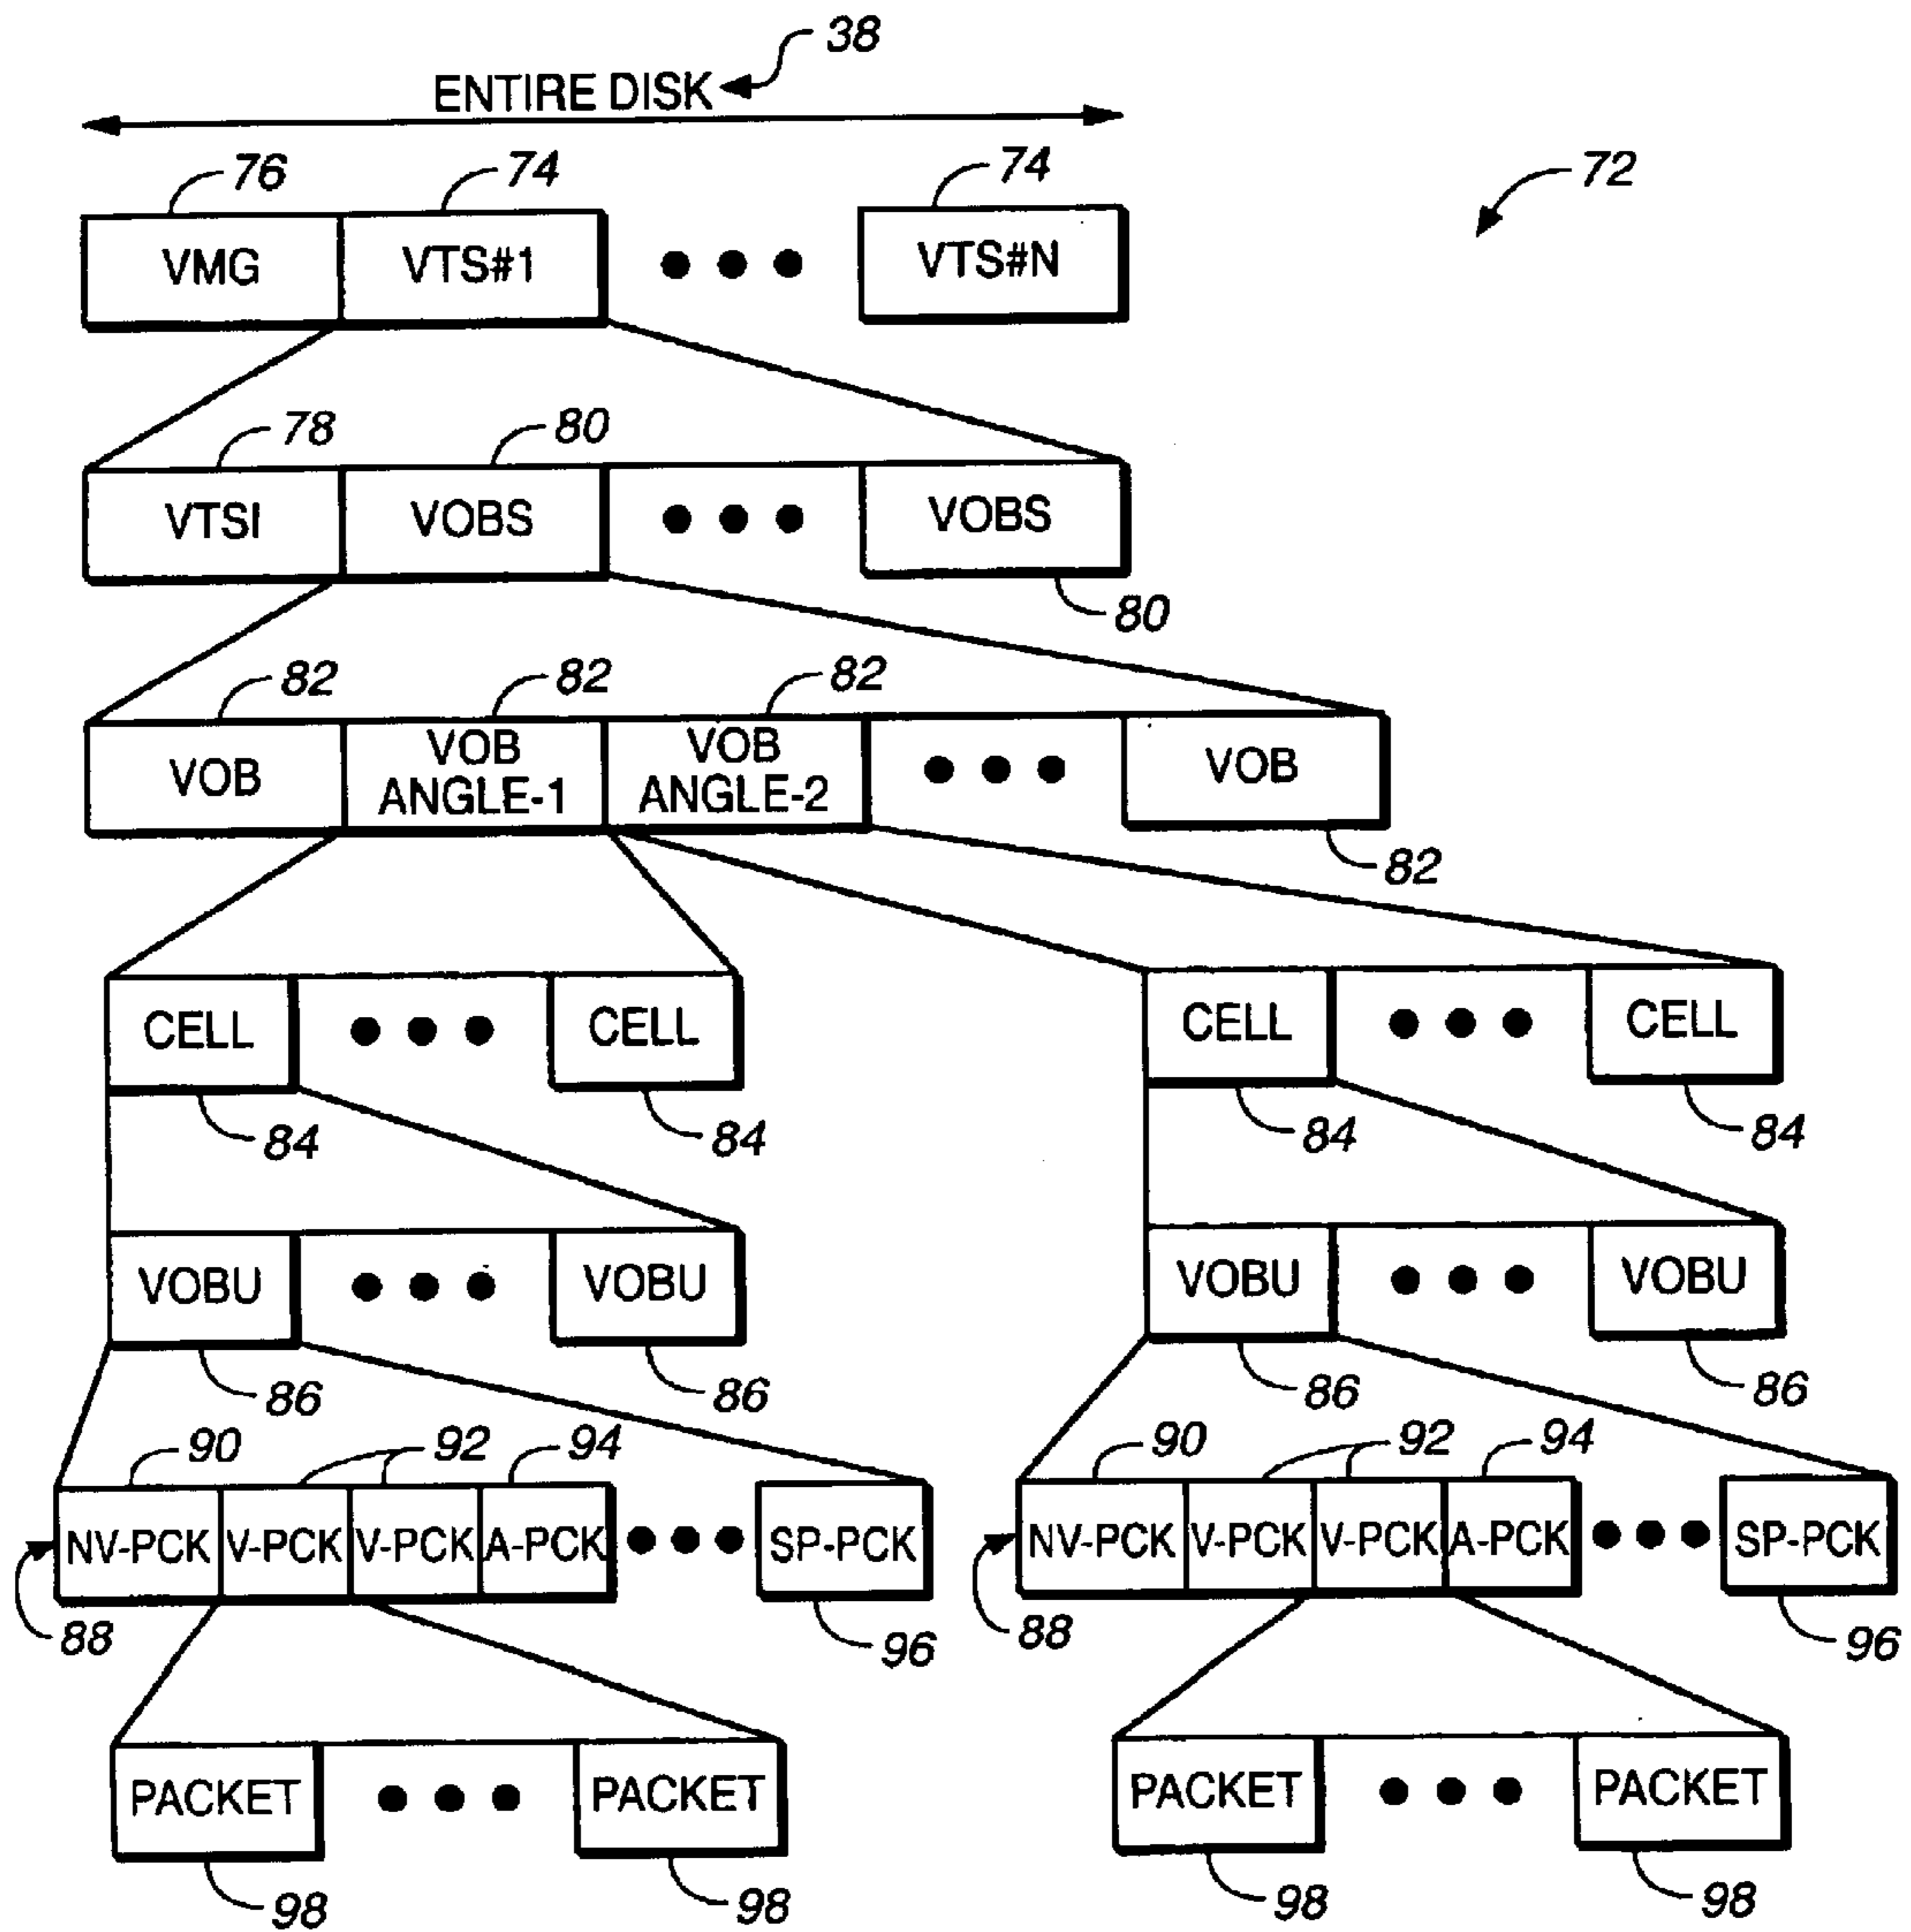 38
ENTIRE DISK
76 74 74 72
VMG VTS#1 VTS#N
78 80
VTSI VOBS VOBS
80
82 82 82
VOB VOB ANGLE-1 VOB ANGLE-2 VOB
82
CELL CELL CELL CELL
84 84 84 84
VOBU VOBU VOBU VOBU
86 86 86 86
90 92 94 90 92 94
NV-PCK V-PCK V-PCK A-PCK SP-PCK NV-PCK V-PCK V-PCK A-PCK SP-PCK
88 96 88 96
PACKET PACKET PACKET PACKET
98 98 98 98